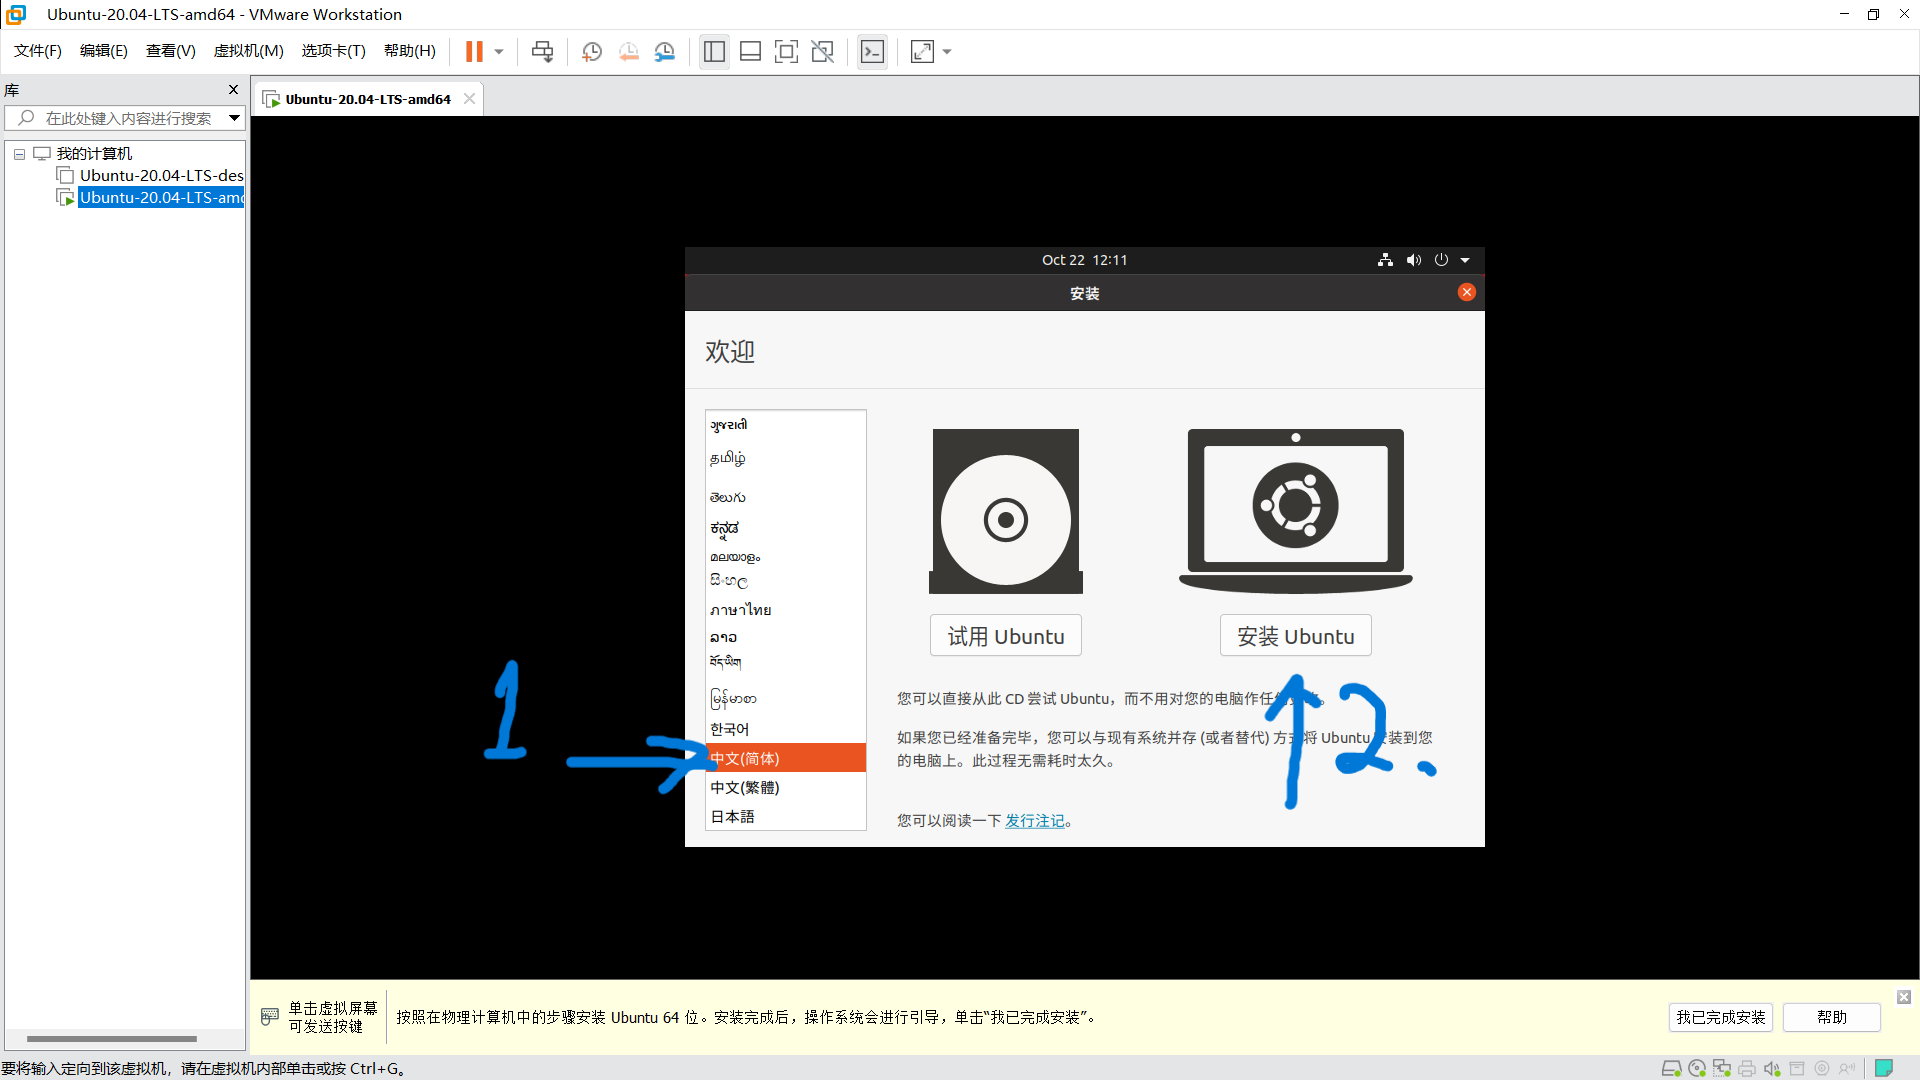 Ubuntu-20.04-LTS-amd64 - VMware Workstation
文件(F) 编辑(E) 查看(V) 虚拟机(M) 选项卡(T) 帮助(H)
库
Ubuntu-20.04-LTS-amd64
在此处键入内容进行搜索
我的计算机
Ubuntu-20.04-LTS-des
Ubuntu-20.04-LTS-amd
Oct 22 12:11
安装
欢迎
ગુજરાતી
தமிழ்
తెలుగు
ಕನ್ನಡ
മലയാളം
සිංහල
ภาษาไทย
ລາວ
བོད་ཡིག
မြန်မာစာ
한국어
中文(简体)
中文(繁體)
日本語
试用 Ubuntu
安装 Ubuntu
您可以直接从此 CD 尝试 Ubuntu，而不用对您的电脑作任何更改。
如果您已经准备完毕，您可以与现有系统并存 (或者替代) 方式将 Ubuntu 安装到您
的电脑上。此过程无需耗时太久。
您可以阅读一下 发行注记。
1
2.
单击虚拟屏幕
可发送按键
按照在物理计算机中的步骤安装 Ubuntu 64 位。安装完成后，操作系统会进行引导，单击“我已完成安装”。
我已完成安装
帮助
要将输入定向到该虚拟机，请在虚拟机内部单击或按 Ctrl+G。